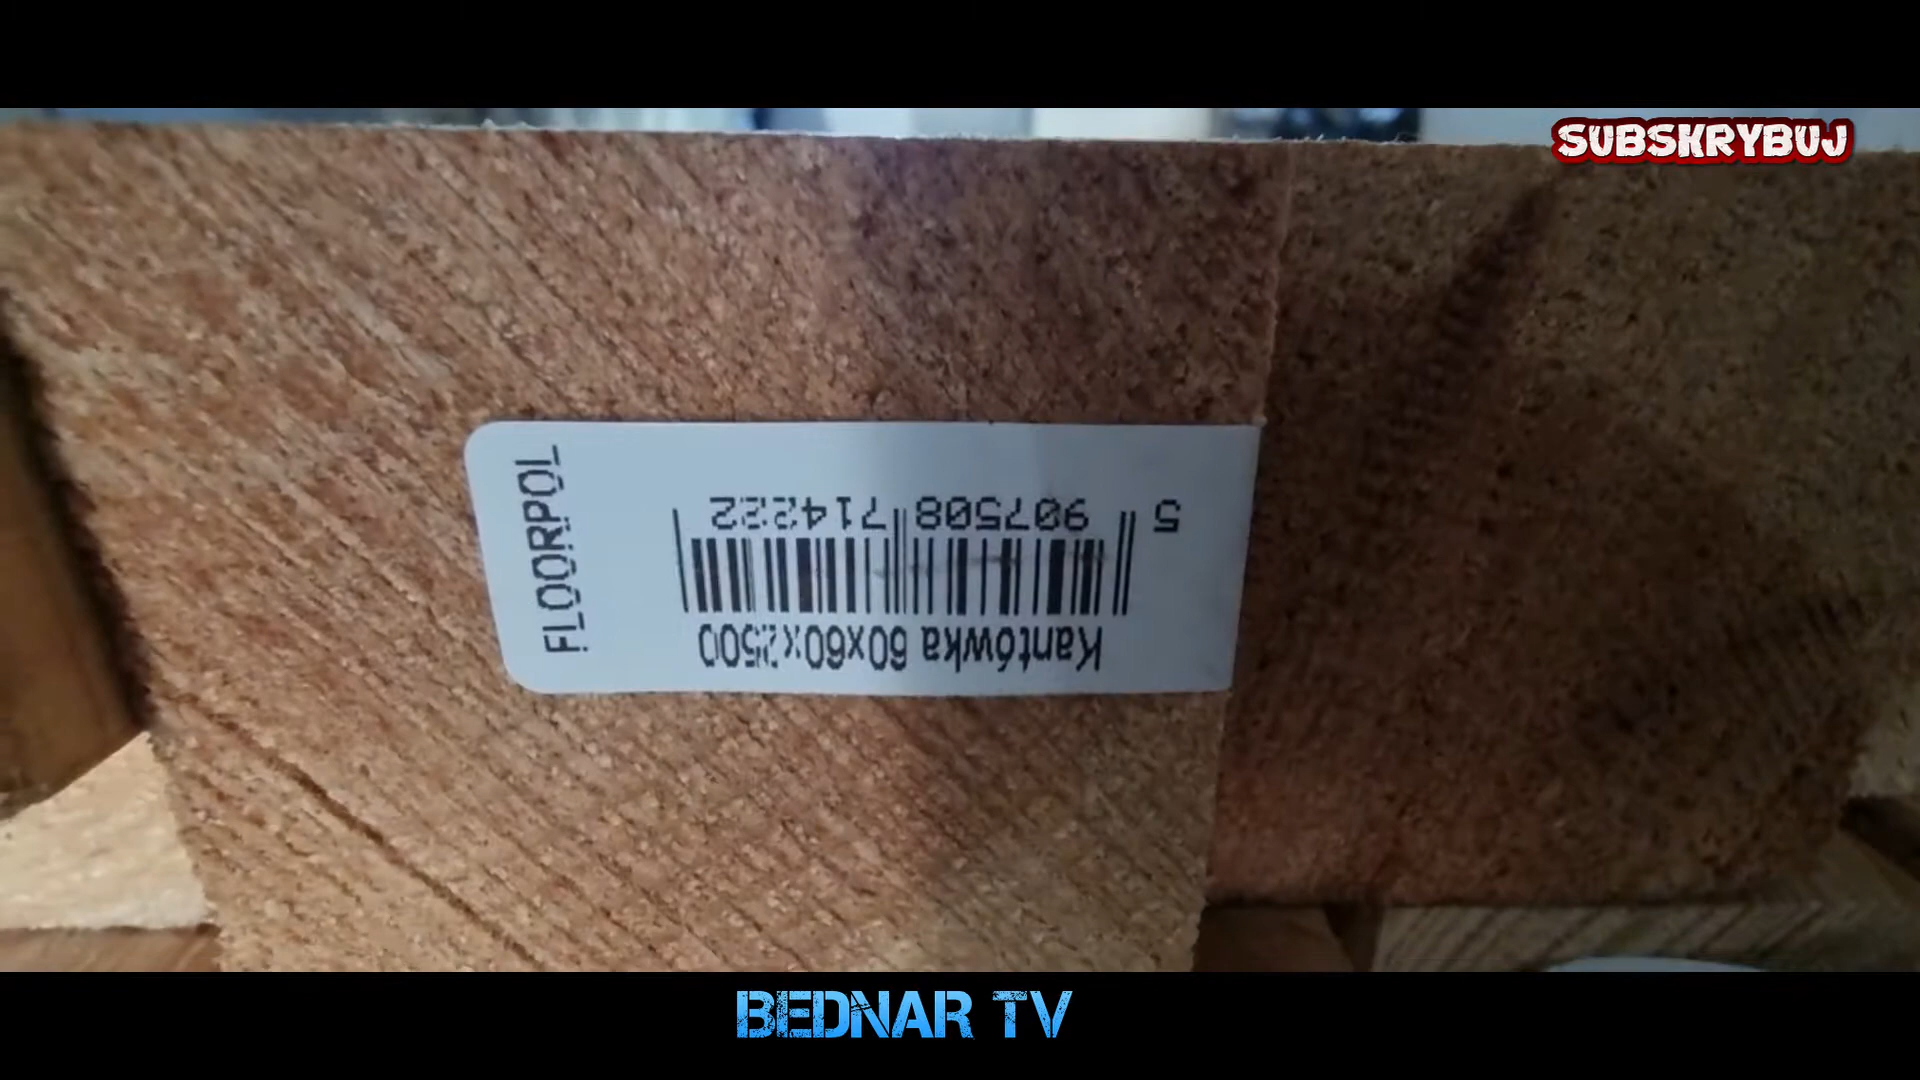 SUBSKRYBUJ
FLOORPOL
Kantówka 60x60x2500
5 907508 714222
BEDNAR TV